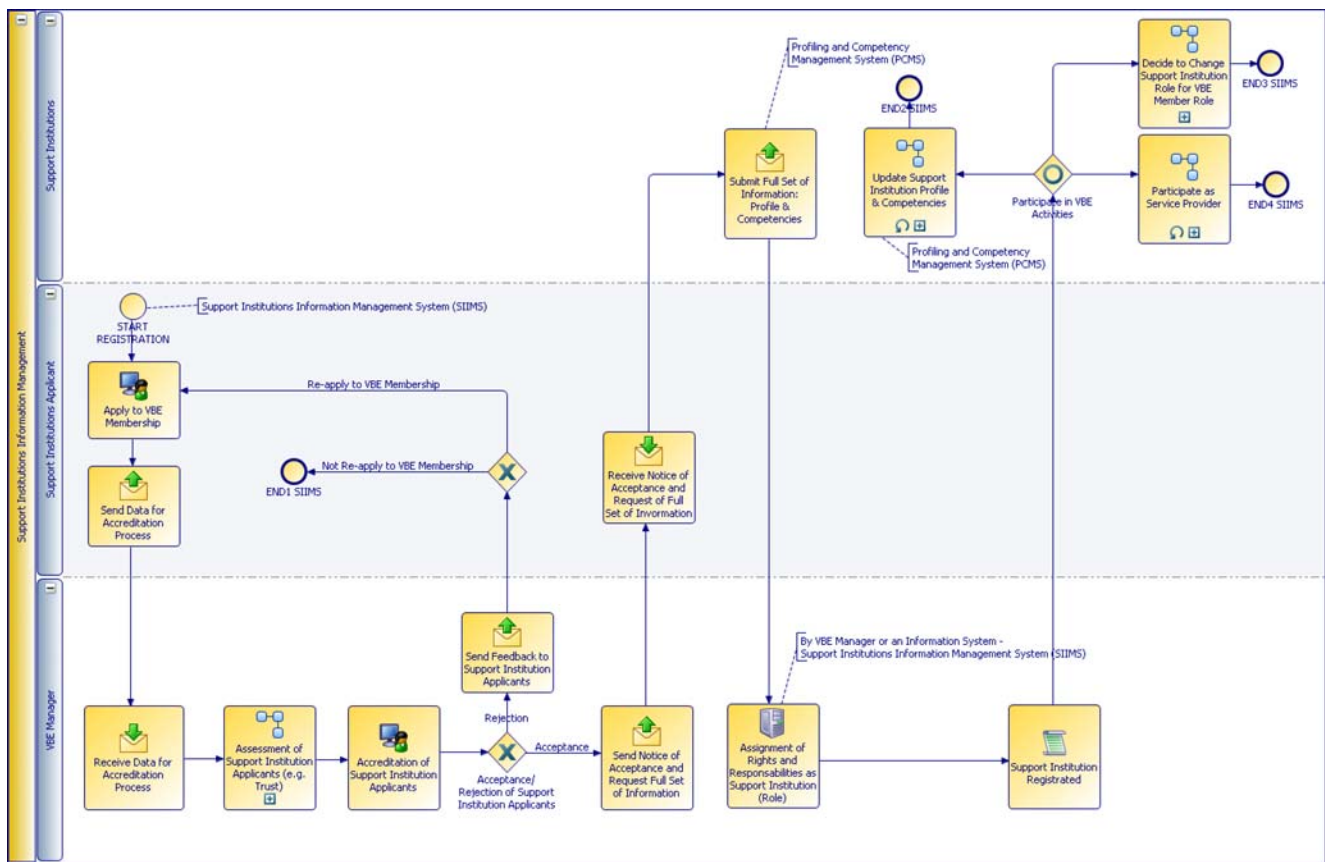 Support Institutions Information Management
Support Institutions
Profiling and Competency
Management System (PCMS)
Submit Full Set of
Information:
Profile &
Competencies
END2 SIIMS
Update Support
Institution Profile
& Competencies
Profiling and Competency
Management System (PCMS)
Participate in VBE
Activities
Decide to Change
Support Institution
Role for VBE
Member Role
END3 SIIMS
Participate as
Service Provider
END4 SIIMS
Support Institutions Applicant
START
REGISTRATION
Support Institutions Information Management System (SIIMS)
Apply to VBE
Membership
Re-apply to VBE Membership
Not Re-apply to VBE Membership
END1 SIIMS
X
Send Data for
Accreditation
Process
Receive Notice of
Acceptance and
Request of Full
Set of Invormation
VBE Manager
Receive Data for
Accreditation
Process
Assessment of
Support Institution
Applicants (e.g.
Trust)
Accreditation of
Support Institution
Applicants
Send Feedback to
Support Institution
Applicants
Rejection
X
Acceptance
Acceptance/
Rejection of Support
Institution Applicants
Send Notice of
Acceptance and
Request Full Set
of Information
By VBE Manager or an Information System -
Support Institutions Information Management System (SIIMS)
Assignment of
Rights and
Responsabilities as
Support Institution
(Role)
Support Institution
Registrated